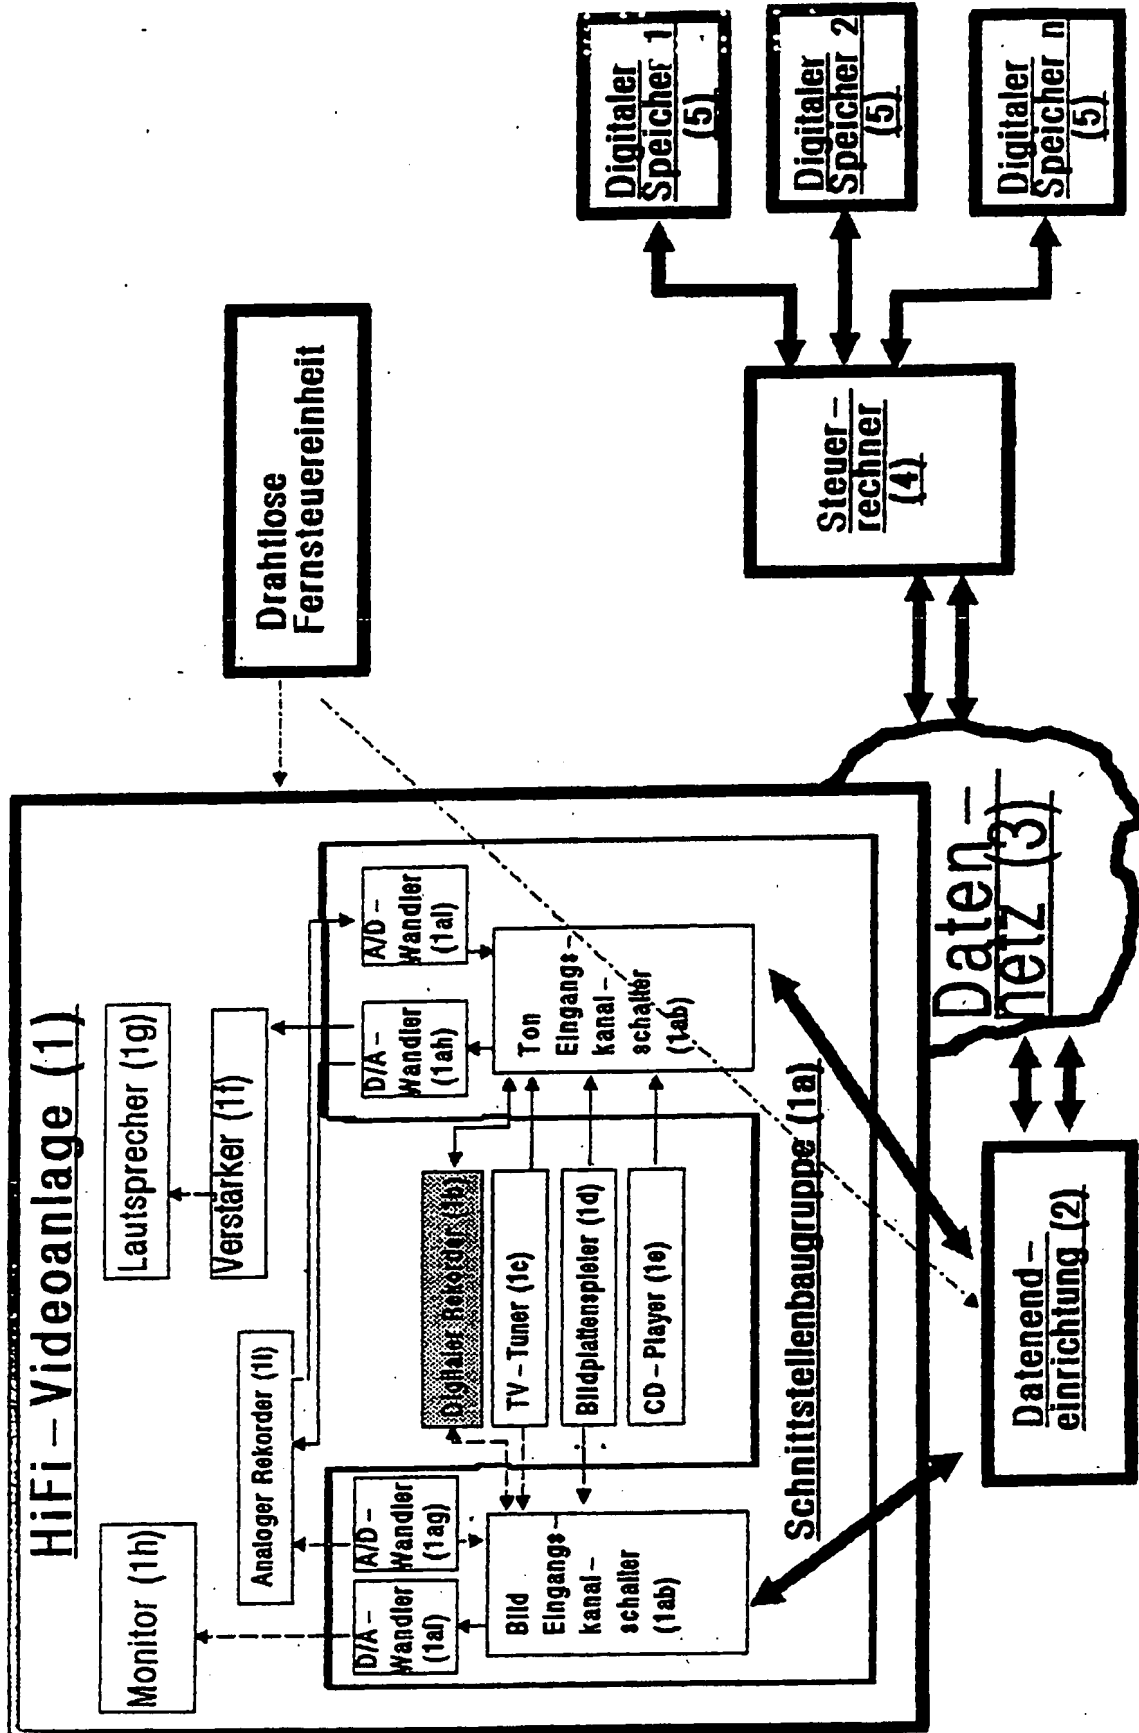 HiFi – Videoanlage (1)
Monitor (1h)
Lautsprecher (1g)
Verstärker (1f)
Analoger Rekorder (1i)
D/A –
Wandler
(1af)
A/D –
Wandler
(1ag)
D/A –
Wandler
(1ah)
A/D –
Wandler
(1ai)
Bild
Eingangs –
kanal –
schalter
(1ab)
Digitaler Rekorder (1b)
TV – Tuner (1c)
Bildplattenspieler (1d)
CD – Player (1e)
Ton
Eingangs –
kanal –
schalter
(1ab)
Schnittstellenbaugruppe (1a)
Drahtlose
Fernsteuereinheit
Datenend –
einrichtung (2)
Daten –
netz (3)
Steuer –
rechner
(4)
Digitaler
Speicher 1
(5)
Digitaler
Speicher 2
(5)
Digitaler
Speicher n
(5)